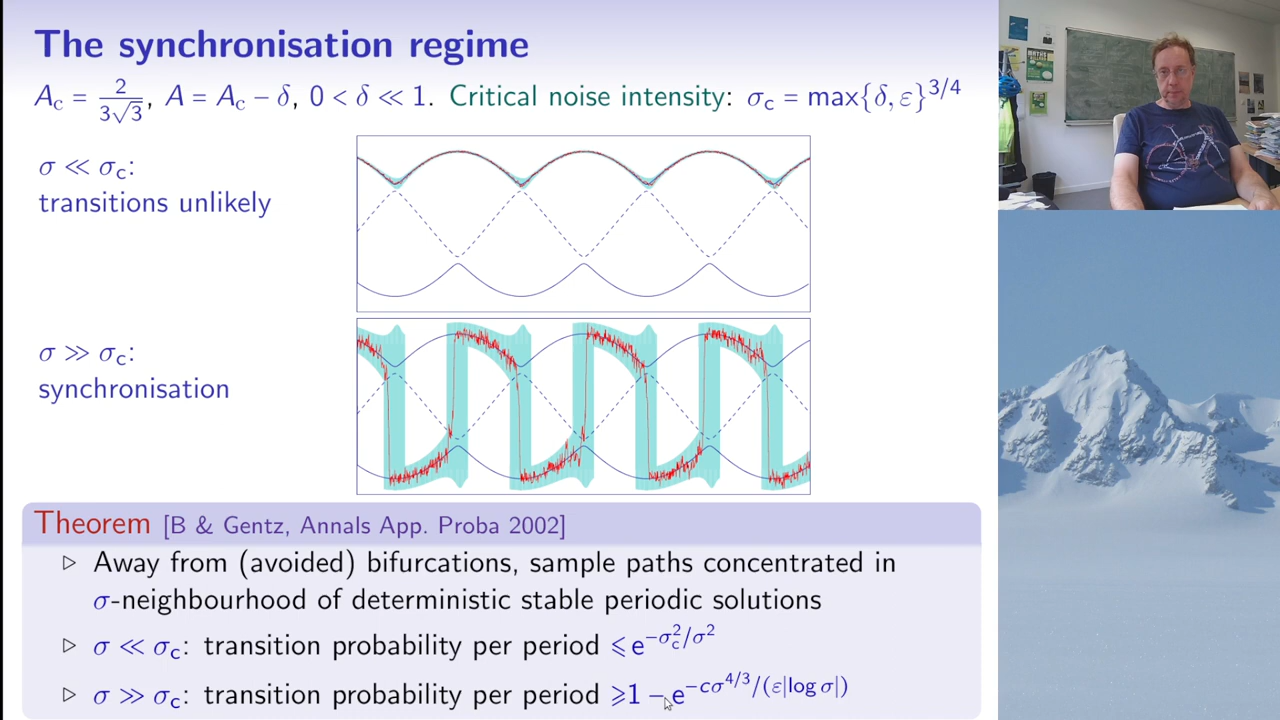 The synchronisation regime
A_c = 2/(3√3), A = A_c − δ, 0 < δ ≪ 1. Critical noise intensity: σ_c = max{δ, ε}^{3/4}
σ ≪ σ_c:
transitions unlikely
σ ≫ σ_c:
synchronisation
Theorem [B & Gentz, Annals App. Proba 2002]
▷ Away from (avoided) bifurcations, sample paths concentrated in
σ-neighbourhood of deterministic stable periodic solutions
▷ σ ≪ σ_c: transition probability per period ⩽ e^{−σ_c^2/σ^2}
▷ σ ≫ σ_c: transition probability per period ⩾ 1 − e^{−cσ^{4/3}/(ε|log σ|)}